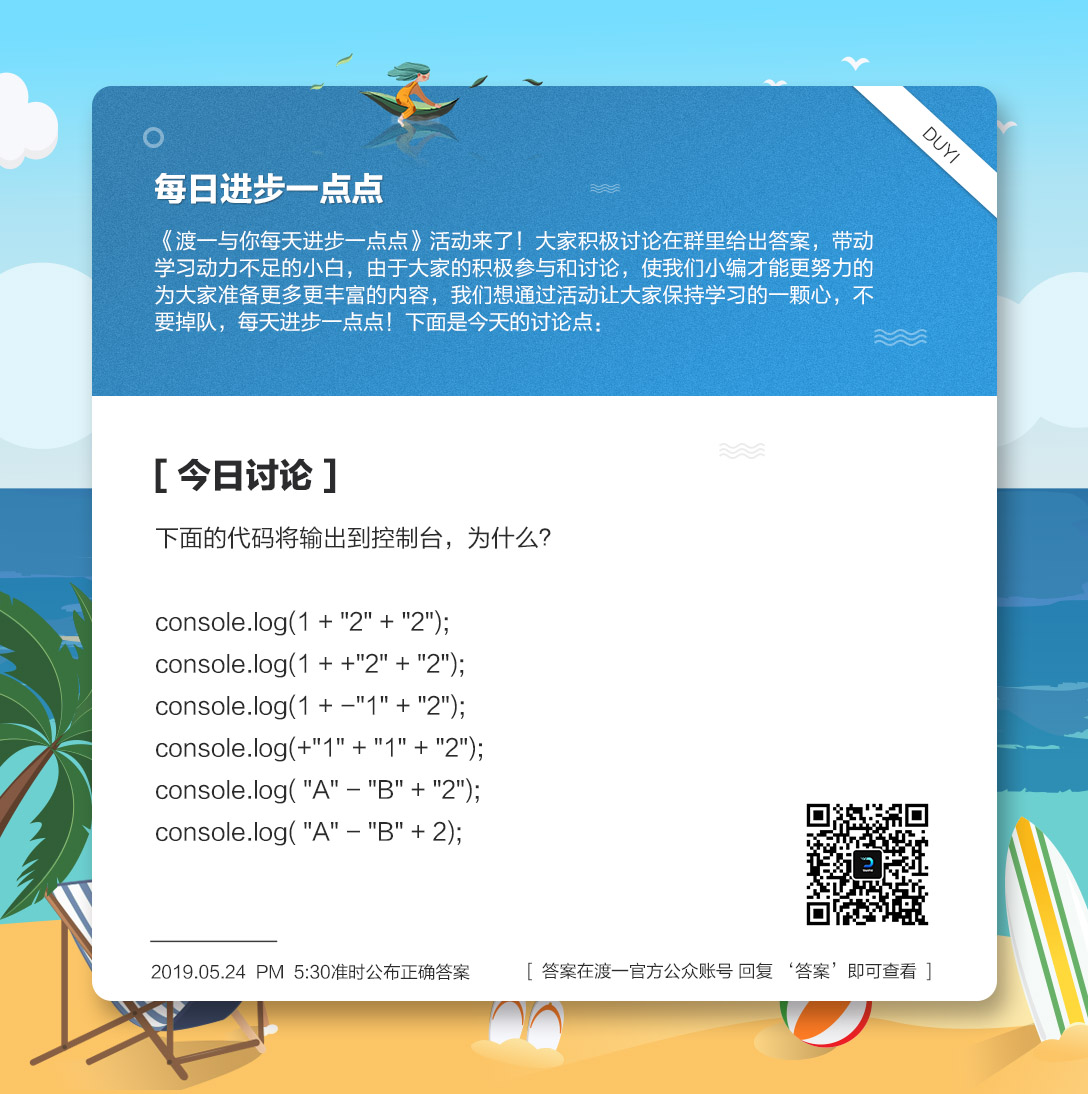 DUYI
每日进步一点点
《渡一与你每天进步一点点》活动来了！大家积极讨论在群里给出答案，带动
学习动力不足的小白，由于大家的积极参与和讨论，使我们小编才能更努力的
为大家准备更多更丰富的内容，我们想通过活动让大家保持学习的一颗心，不
要掉队，每天进步一点点！下面是今天的讨论点：
[ 今日讨论 ]
下面的代码将输出到控制台，为什么?
console.log(1 + "2" + "2");
console.log(1 + +"2" + "2");
console.log(1 + -"1" + "2");
console.log(+"1" + "1" + "2");
console.log( "A" - "B" + "2");
console.log( "A" - "B" + 2);
2019.05.24 PM 5:30准时公布正确答案
[ 答案在渡一官方公众账号 回复 ‘答案’ 即可查看 ]